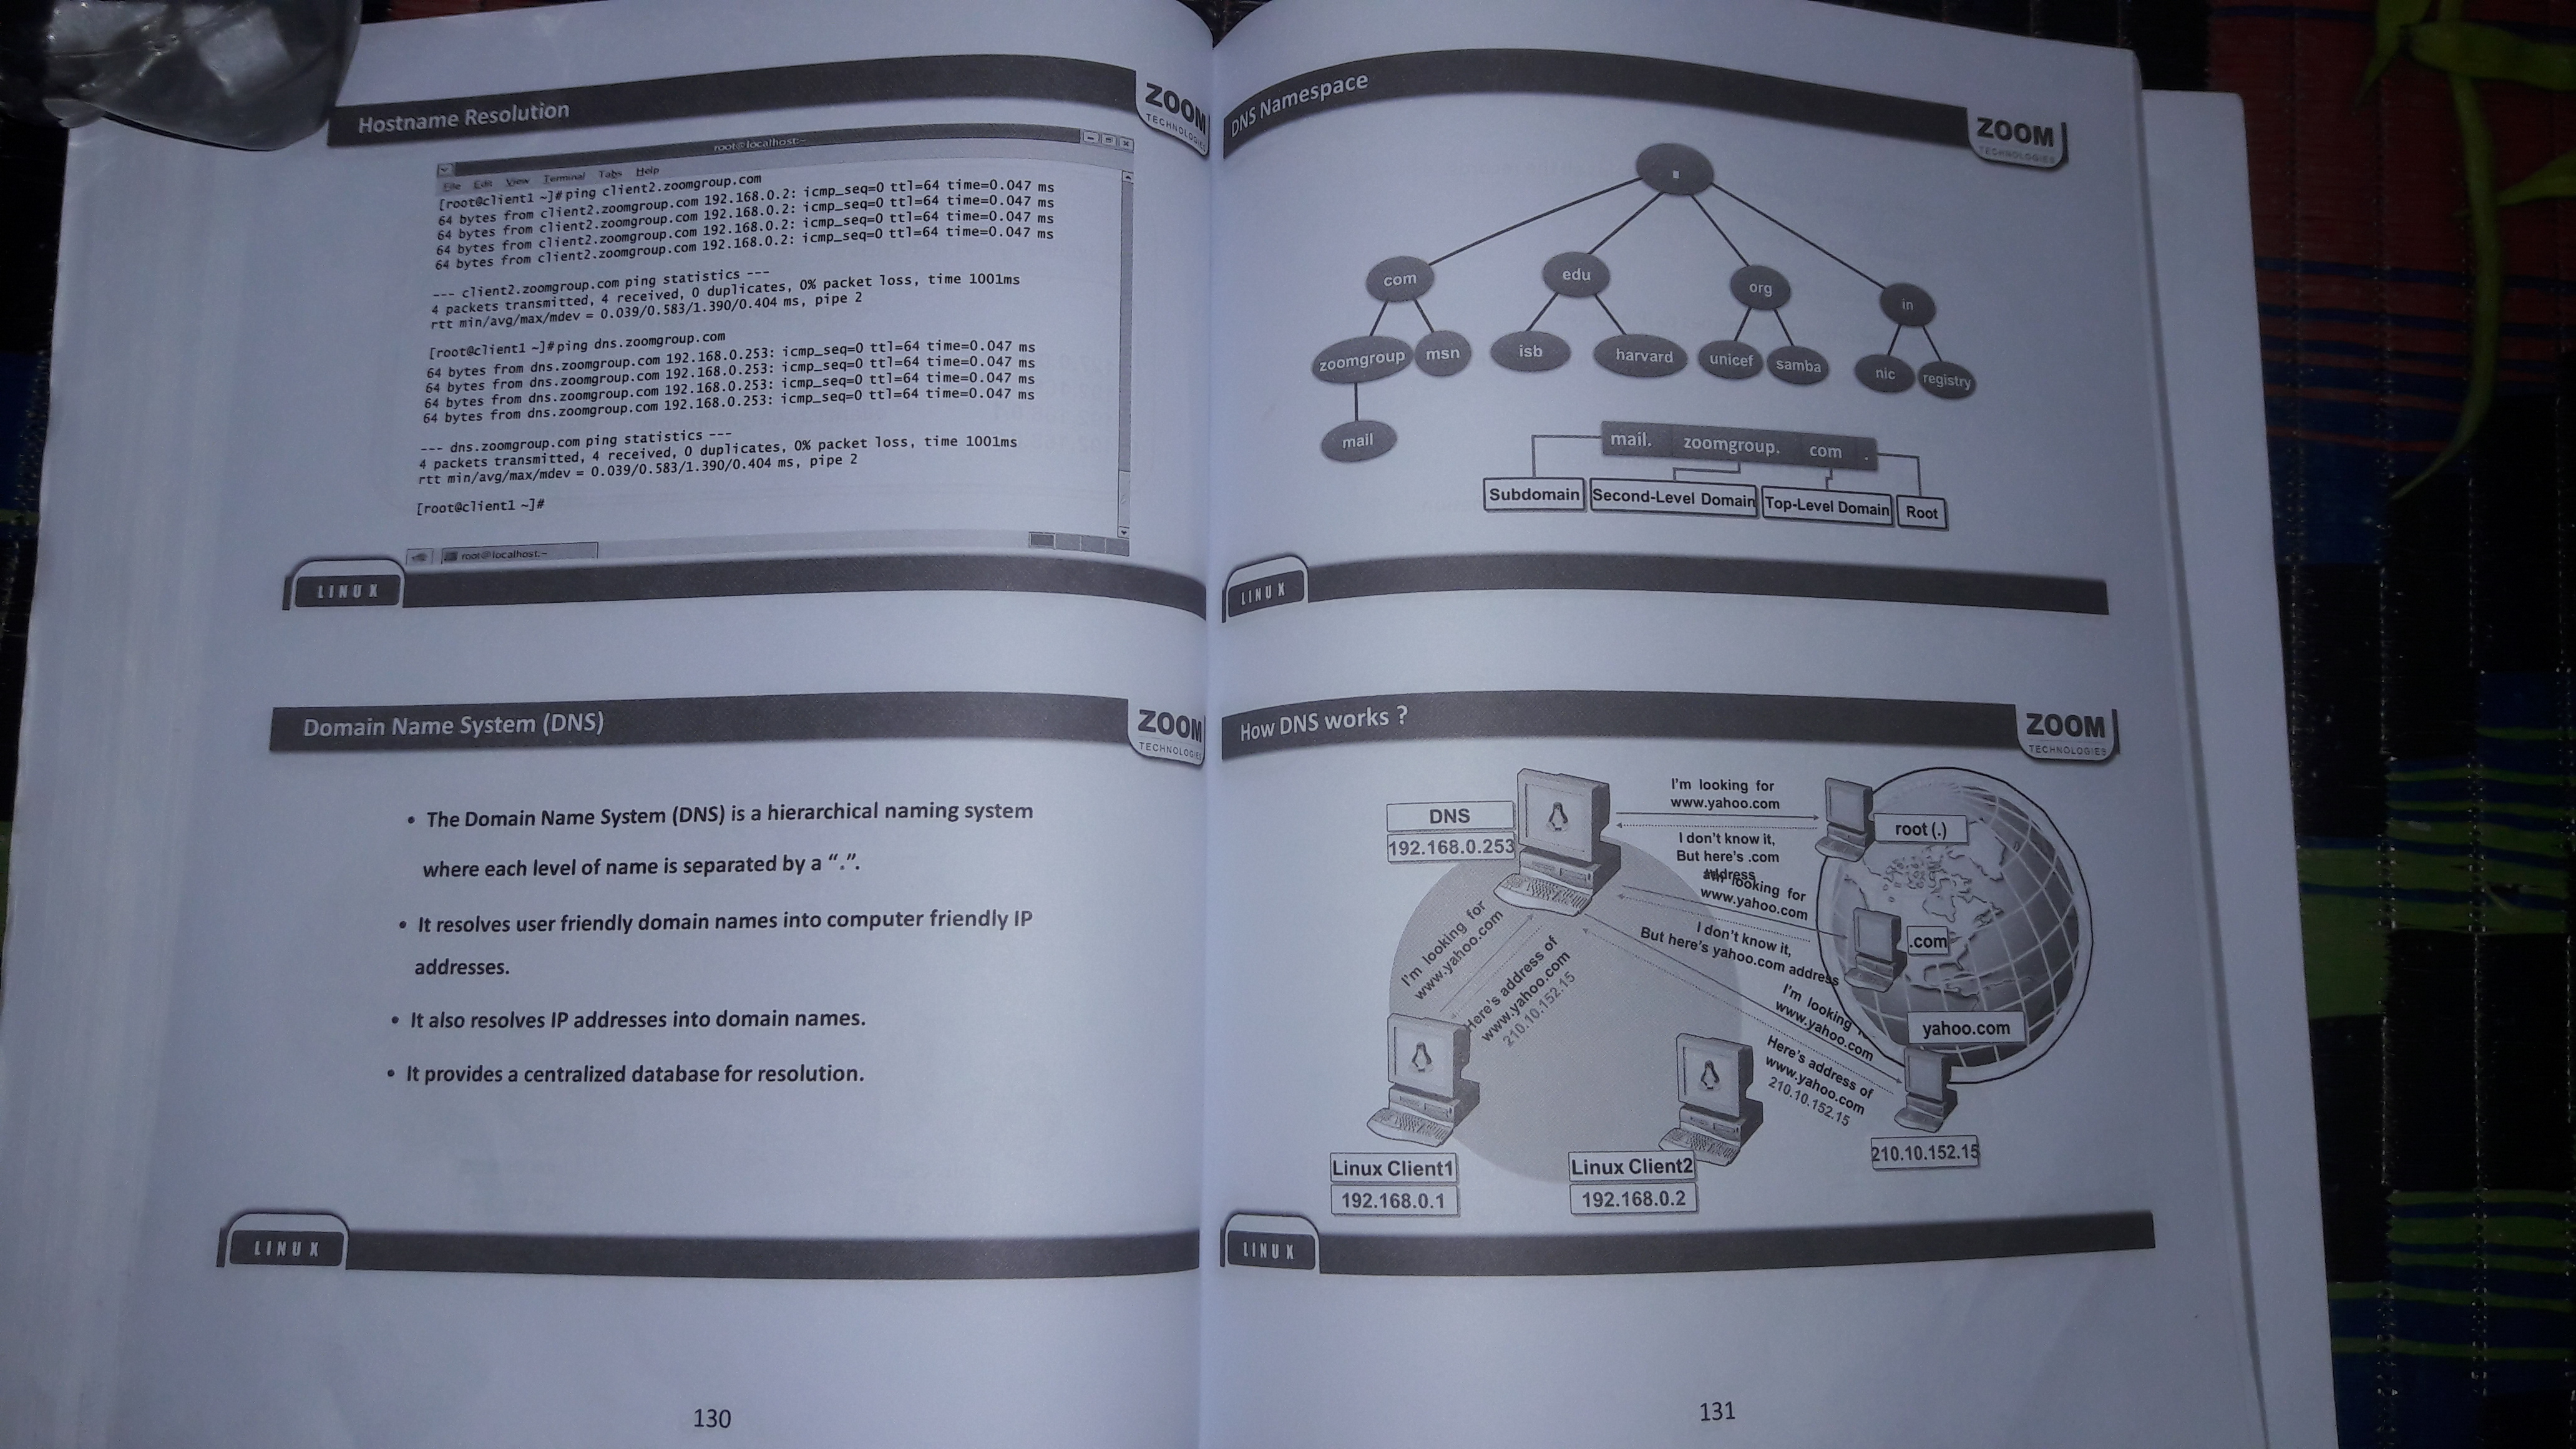 Hostname Resolution
ZOOM
TECHNOLOG
root@localhost:~
File Edit View Terminal Tabs Help
[root@client1 ~]#ping client2.zoomgroup.com
64 bytes from client2.zoomgroup.com 192.168.0.2: icmp_seq=0 ttl=64 time=0.047 ms
64 bytes from client2.zoomgroup.com 192.168.0.2: icmp_seq=0 ttl=64 time=0.047 ms
64 bytes from client2.zoomgroup.com 192.168.0.2: icmp_seq=0 ttl=64 time=0.047 ms
64 bytes from client2.zoomgroup.com 192.168.0.2: icmp_seq=0 ttl=64 time=0.047 ms
--- client2.zoomgroup.com ping statistics ---
4 packets transmitted, 4 received, 0 duplicates, 0% packet loss, time 1001ms
rtt min/avg/max/mdev = 0.039/0.583/1.390/0.404 ms, pipe 2
[root@client1 ~]#ping dns.zoomgroup.com
64 bytes from dns.zoomgroup.com 192.168.0.253: icmp_seq=0 ttl=64 time=0.047 ms
64 bytes from dns.zoomgroup.com 192.168.0.253: icmp_seq=0 ttl=64 time=0.047 ms
64 bytes from dns.zoomgroup.com 192.168.0.253: icmp_seq=0 ttl=64 time=0.047 ms
64 bytes from dns.zoomgroup.com 192.168.0.253: icmp_seq=0 ttl=64 time=0.047 ms
--- dns.zoomgroup.com ping statistics ---
4 packets transmitted, 4 received, 0 duplicates, 0% packet loss, time 1001ms
rtt min/avg/max/mdev = 0.039/0.583/1.390/0.404 ms, pipe 2
[root@client1 ~]#
root@localhost:~
LINUX
Domain Name System (DNS)
ZOOM
TECHNOLOGIE
• The Domain Name System (DNS) is a hierarchical naming system
where each level of name is separated by a “.”.
• It resolves user friendly domain names into computer friendly IP
addresses.
• It also resolves IP addresses into domain names.
• It provides a centralized database for resolution.
LINUX
130
DNS Namespace
ZOOM
TECHNOLOGIES
.
com edu org in
zoomgroup msn isb harvard unicef samba nic registry
mail
mail. zoomgroup. com .
Subdomain Second-Level Domain Top-Level Domain Root
LINUX
How DNS works ?
ZOOM
TECHNOLOGIES
DNS
192.168.0.253
I'm looking for
www.yahoo.com
root (.)
I don't know it,
But here's .com
address
I'm looking for
www.yahoo.com
.com
I don't know it,
But here's yahoo.com address
I'm looking for
www.yahoo.com
Here's address of
www.yahoo.com
210.10.152.15
I'm looking
www.yahoo.com
yahoo.com
Here's address of
www.yahoo.com
210.10.152.15
210.10.152.15
Linux Client1
192.168.0.1
Linux Client2
192.168.0.2
LINUX
131